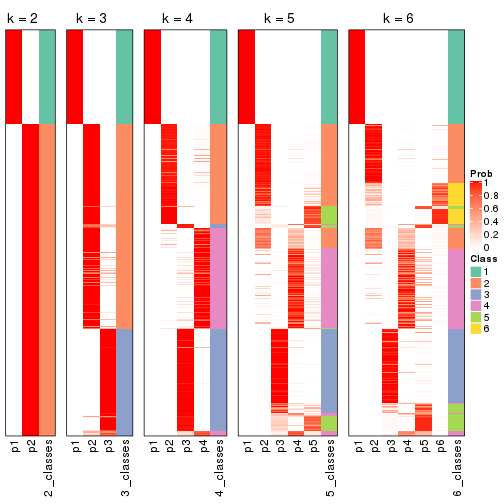 k = 2
k = 3
k = 4
k = 5
k = 6
p1
p2
2_classes
p1
p2
p3
3_classes
p1
p2
p3
p4
4_classes
p1
p2
p3
p4
p5
5_classes
p1
p2
p3
p4
p5
p6
6_classes
Prob
1
0.8
0.6
0.4
0.2
0
Class
1
2
3
4
5
6